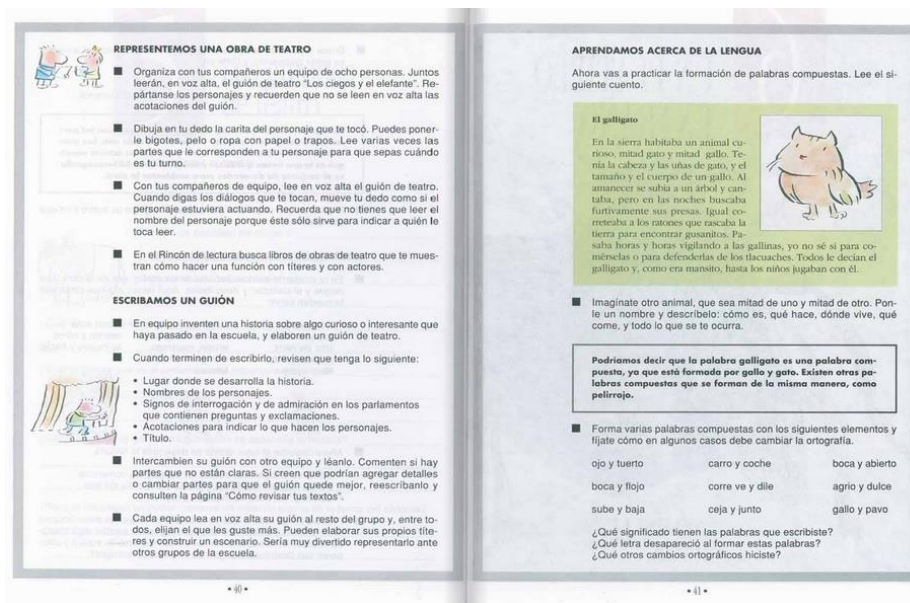 REPRESENTEMOS UNA OBRA DE TEATRO
Organiza con tus compañeros un equipo de ocho personas. Juntos
leerán, en voz alta, el guión de teatro "Los ciegos y el elefante". Re-
pártanse los personajes y recuerden que no se leen en voz alta las
acotaciones del guión.
Dibuja en tu dedo la carita del personaje que te tocó. Puedes poner-
le bigotes, pelo o ropa con papel o trapos. Lee varias veces las
partes que le corresponden a tu personaje para que sepas cuándo
es tu turno.
Con tus compañeros de equipo, lee en voz alta el guión de teatro.
Cuando digas los diálogos que te tocan, mueve tu dedo como si el
personaje estuviera actuando. Recuerda que no tienes que leer el
nombre del personaje porque éste sólo sirve para indicar a quién le
toca leer.
En el Rincón de lectura busca libros de obras de teatro que te mues-
tran cómo hacer una función con títeres y con actores.
ESCRIBAMOS UN GUIÓN
En equipo inventen una historia sobre algo curioso o interesante que
haya pasado en la escuela, y elaboren un guión de teatro.
Cuando terminen de escribirlo, revisen que tenga lo siguiente:
• Lugar donde se desarrolla la historia.
• Nombres de los personajes.
• Signos de interrogación y de admiración en los parlamentos
que contienen preguntas y exclamaciones.
• Acotaciones para indicar lo que hacen los personajes.
• Título.
Intercambien su guión con otro equipo y léanlo. Comenten si hay
partes que no están claras. Si creen que podrían agregar detalles
o cambiar partes para que el guión quede mejor, reescríbanlo y
consulten la página "Cómo revisar tus textos".
Cada equipo lea en voz alta su guión al resto del grupo y, entre to-
dos, elijan el que les guste más. Pueden elaborar sus propios títe-
res y construir un escenario. Sería muy divertido representarlo ante
otros grupos de la escuela.
• 40 •
APRENDAMOS ACERCA DE LA LENGUA
Ahora vas a practicar la formación de palabras compuestas. Lee el si-
guiente cuento.
El galligato
En la sierra habitaba un animal cu-
rioso, mitad gato y mitad gallo. Te-
nía la cabeza y las uñas de gato, y el
tamaño y el cuerpo de un gallo. Al
amanecer se subía a un árbol y can-
taba, pero en las noches buscaba
furtivamente sus presas. Igual co-
rreteaba a los ratones que rascaba la
tierra para encontrar gusanitos. Pa-
saba horas y horas vigilando a las gallinas, yo no sé si para co-
mérselas o para defenderlas de los tlacuaches. Todos le decían el
galligato y, como era mansito, hasta los niños jugaban con él.
Imagínate otro animal, que sea mitad de uno y mitad de otro. Pon-
le un nombre y descríbelo: cómo es, qué hace, dónde vive, qué
come, y todo lo que se te ocurra.
Podríamos decir que la palabra galligato es una palabra com-
puesta, ya que está formada por gallo y gato. Existen otras pa-
labras compuestas que se forman de la misma manera, como
pelirrojo.
Forma varias palabras compuestas con los siguientes elementos y
fíjate cómo en algunos casos debe cambiar la ortografía.
ojo y tuerto carro y coche boca y abierto
boca y flojo corre ve y dile agrio y dulce
sube y baja ceja y junto gallo y pavo
¿Qué significado tienen las palabras que escribiste?
¿Qué letra desapareció al formar estas palabras?
¿Qué otros cambios ortográficos hiciste?
• 41 •